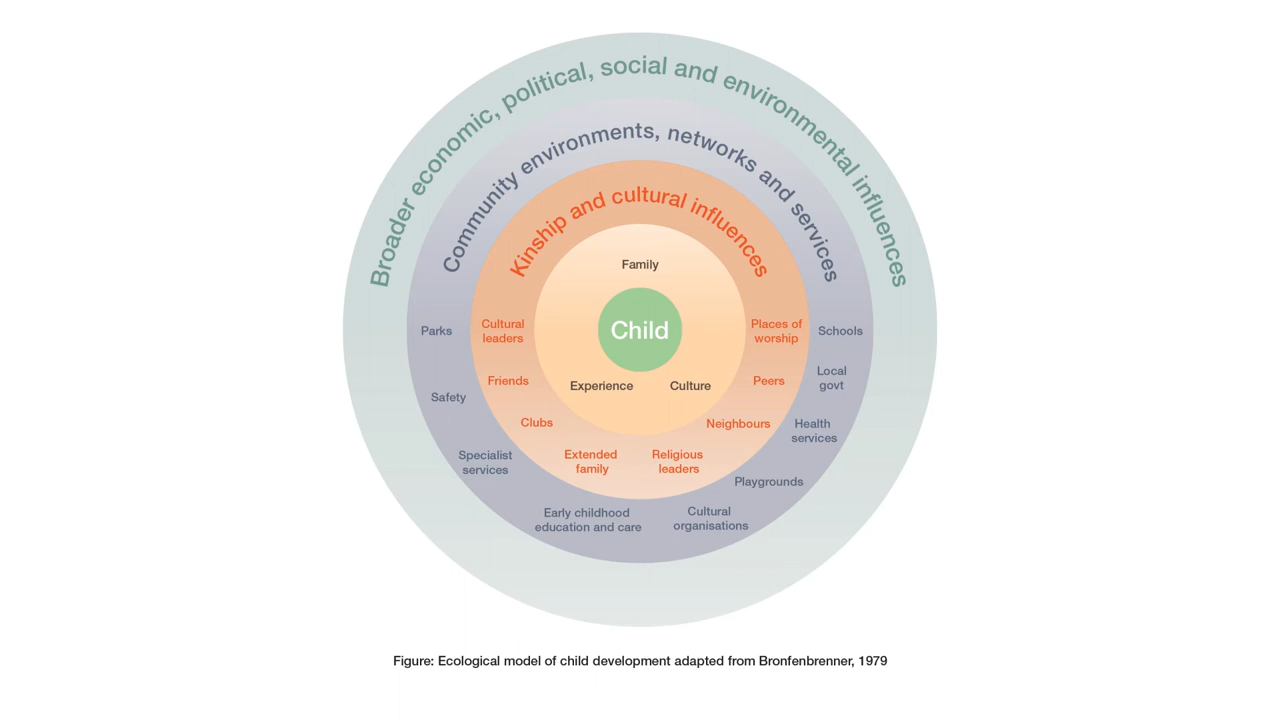 Broader economic, political, social and environmental influences
Community environments, networks and services
Kinship and cultural influences
Family
Child
Experience
Culture
Cultural
leaders
Places of
worship
Friends
Peers
Clubs
Neighbours
Extended
family
Religious
leaders
Parks
Schools
Local
govt
Safety
Health
services
Specialist
services
Playgrounds
Early childhood
education and care
Cultural
organisations
Figure: Ecological model of child development adapted from Bronfenbrenner, 1979